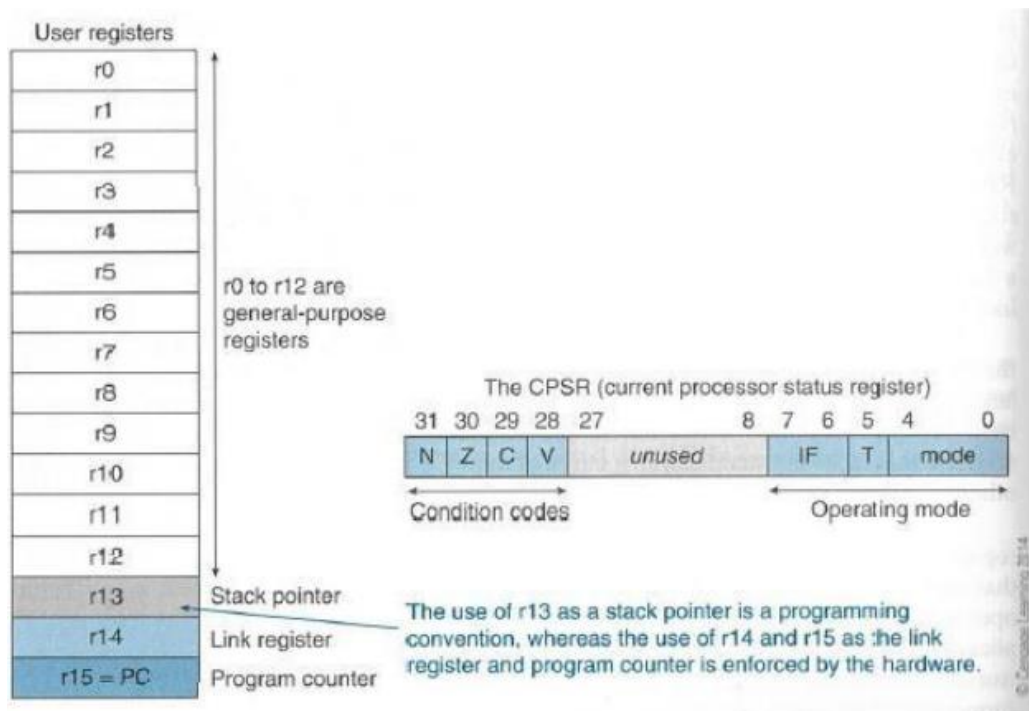 User registers
r0
r1
r2
r3
r4
r5
r6
r7
r8
r9
r10
r11
r12
r13
r14
r15 = PC
r0 to r12 are
general-purpose
registers
Stack pointer
Link register
Program counter
The CPSR (current processor status register)
31 30 29 28 27 8 7 6 5 4 0
N Z C V unused IF T mode
Condition codes
Operating mode
The use of r13 as a stack pointer is a programming
convention, whereas the use of r14 and r15 as the link
register and program counter is enforced by the hardware.
© Cengage Learning 2014